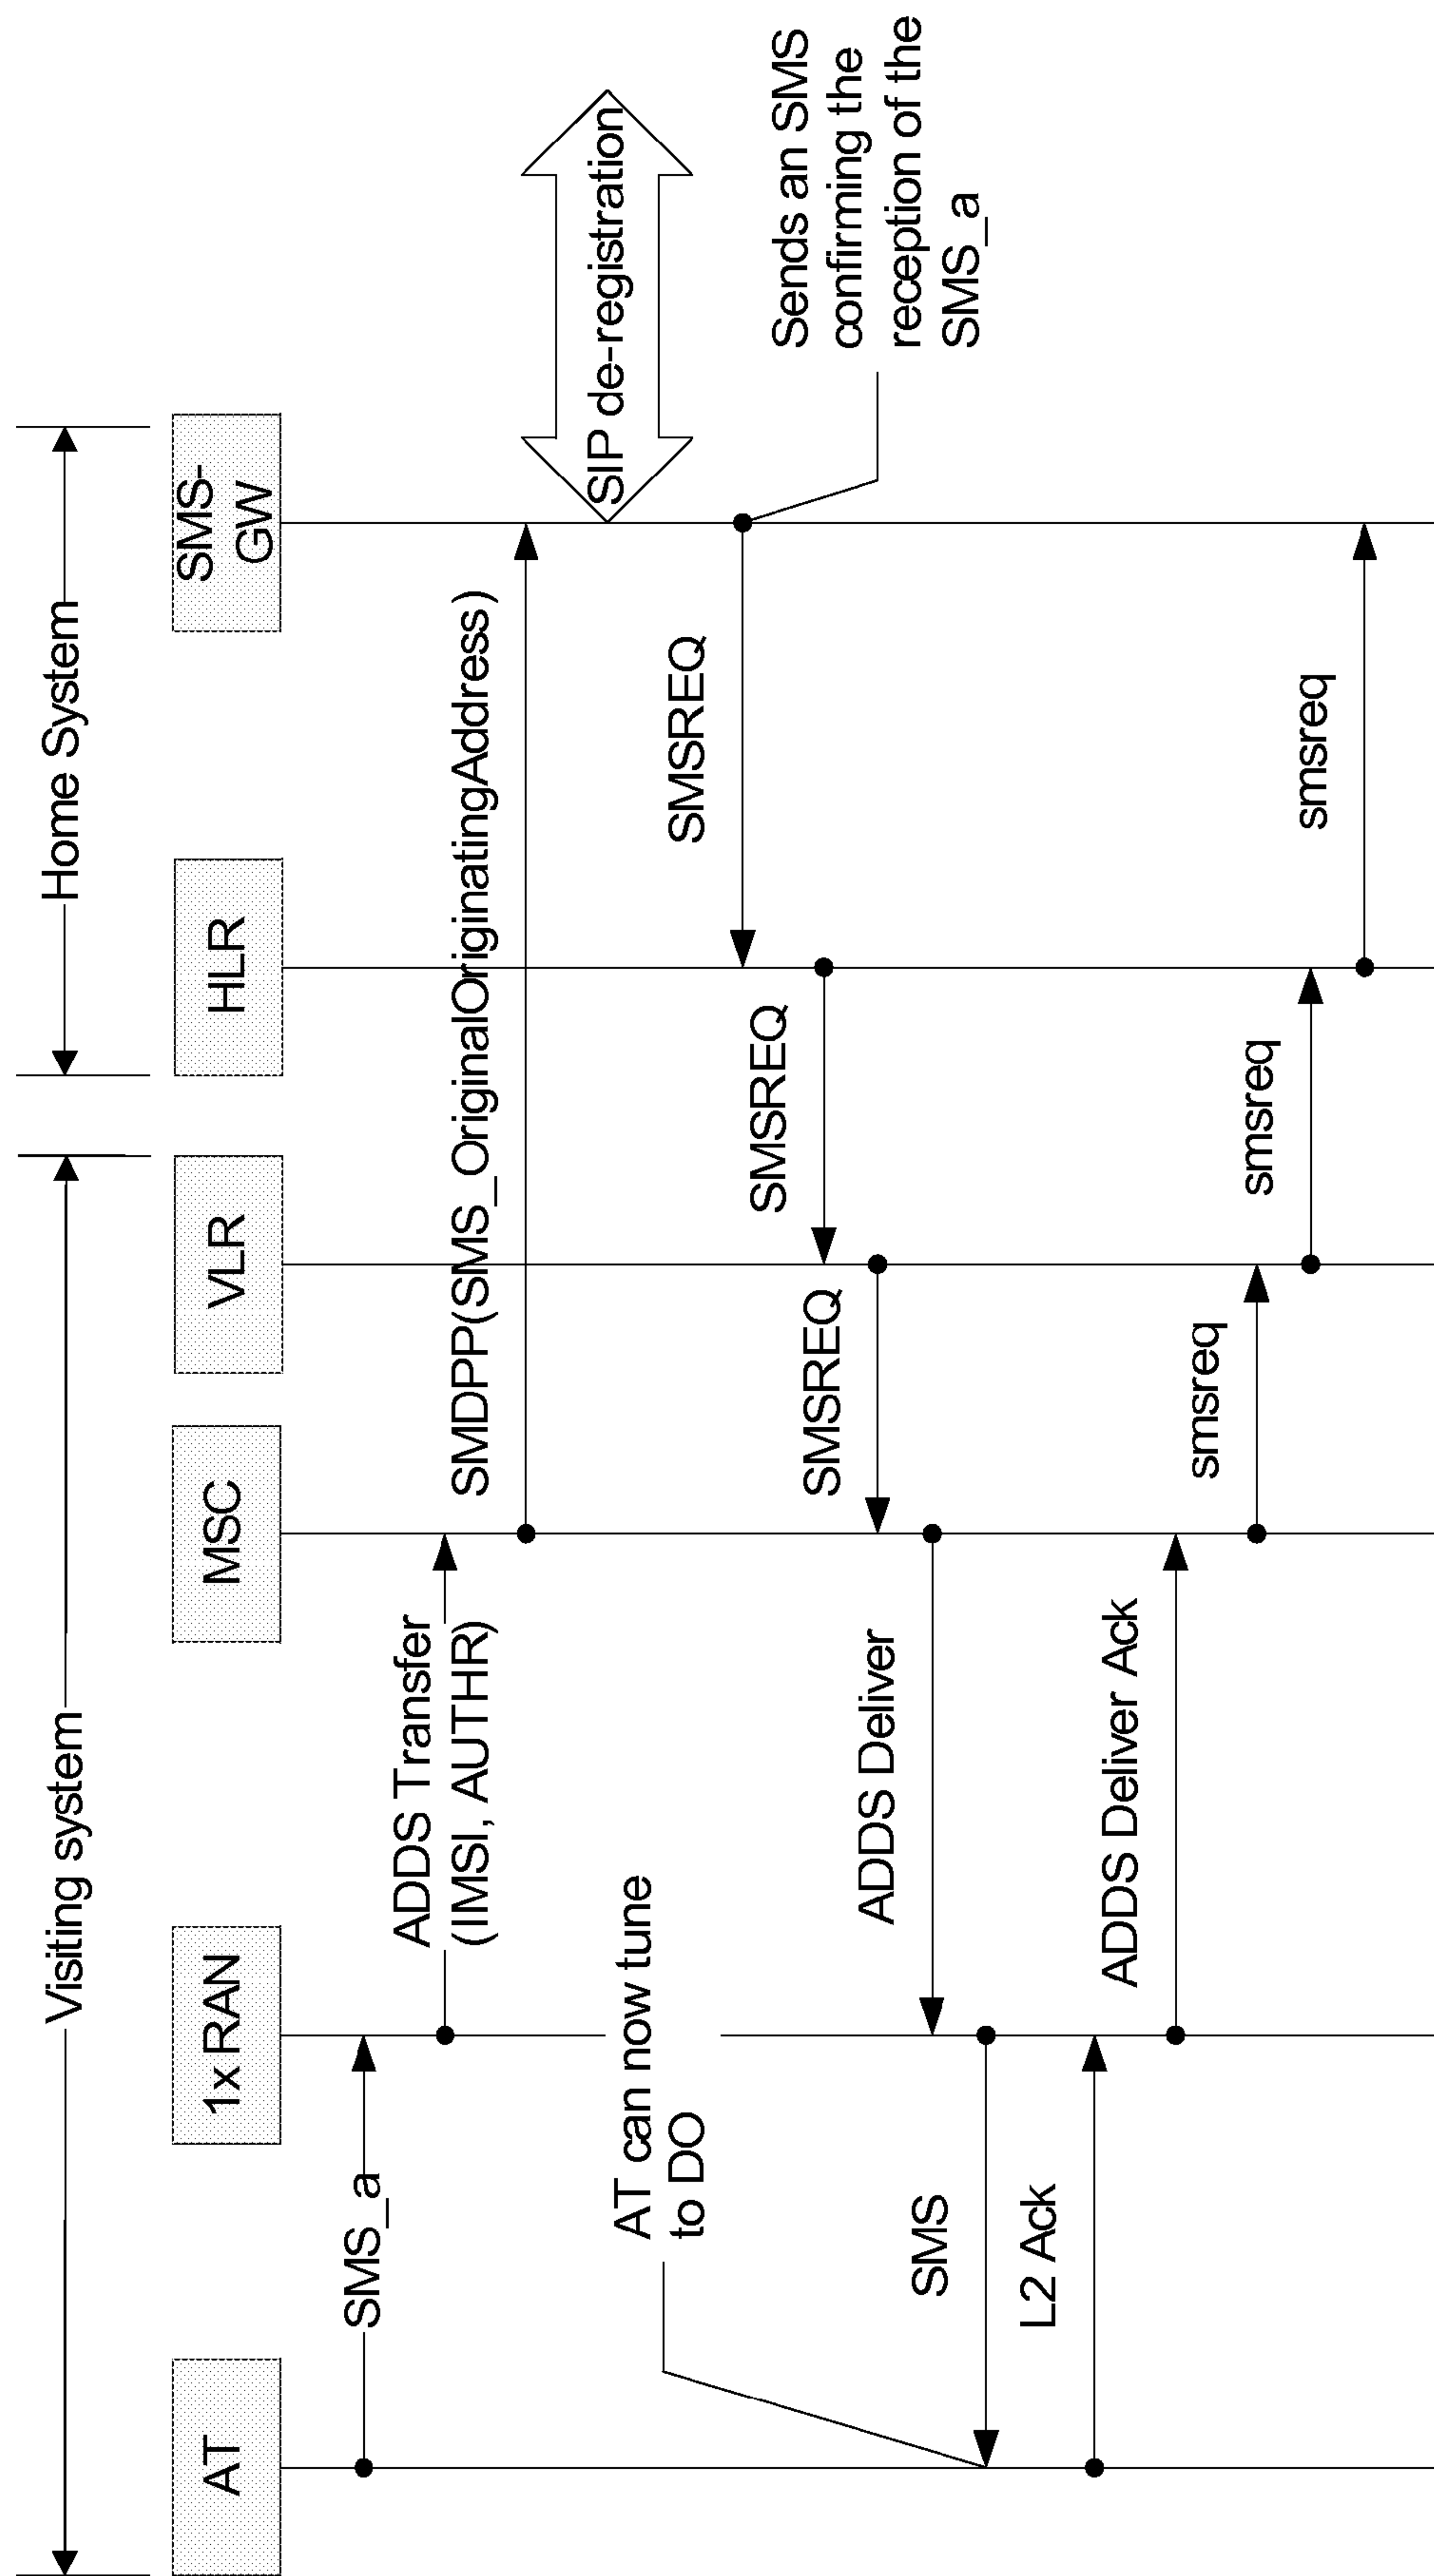 Visiting system
Home System
AT
1x RAN
MSC
VLR
HLR
SMS-
GW
SMS_a
ADDS Transfer
(IMSI, AUTHR)
SMDPP(SMS_OriginalOriginatingAddress)
SIP de-registration
AT can now tune
to DO
SMSREQ
Sends an SMS
confirming the
reception of the
SMS_a
SMSREQ
SMSREQ
ADDS Deliver
SMS
L2 Ack
ADDS Deliver Ack
smsreq
smsreq
smsreq